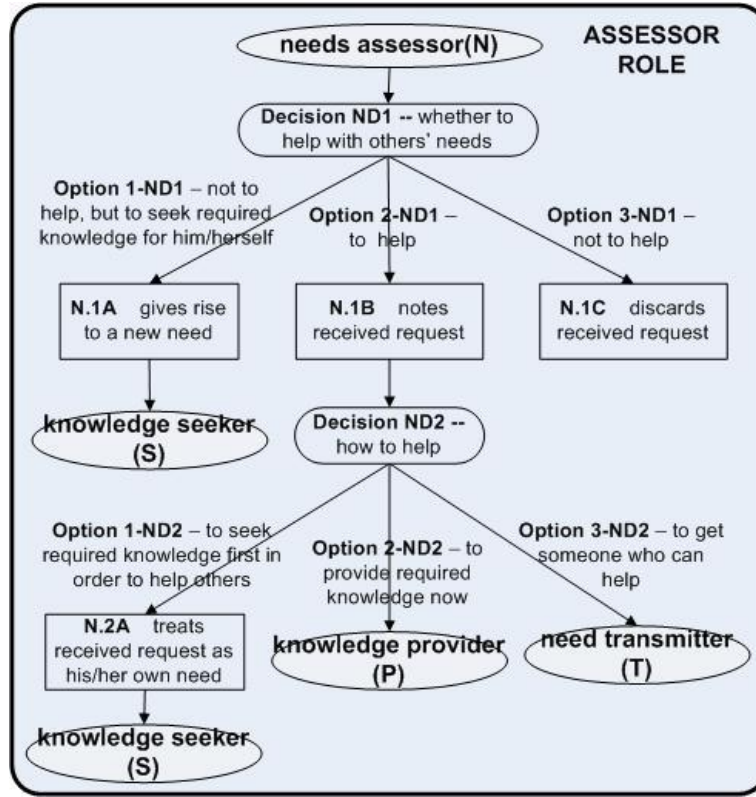 needs assessor(N)
ASSESSOR
ROLE
Decision ND1 -- whether to
help with others' needs
Option 1-ND1 – not to
help, but to seek required
knowledge for him/herself
Option 2-ND1 –
to help
Option 3-ND1 –
not to help
N.1A gives rise
to a new need
N.1B notes
received request
N.1C discards
received request
knowledge seeker
(S)
Decision ND2 --
how to help
Option 1-ND2 – to seek
required knowledge first in
order to help others
Option 2-ND2 – to
provide required
knowledge now
Option 3-ND2 – to get
someone who can
help
N.2A treats
received request as
his/her own need
knowledge provider
(P)
need transmitter
(T)
knowledge seeker
(S)